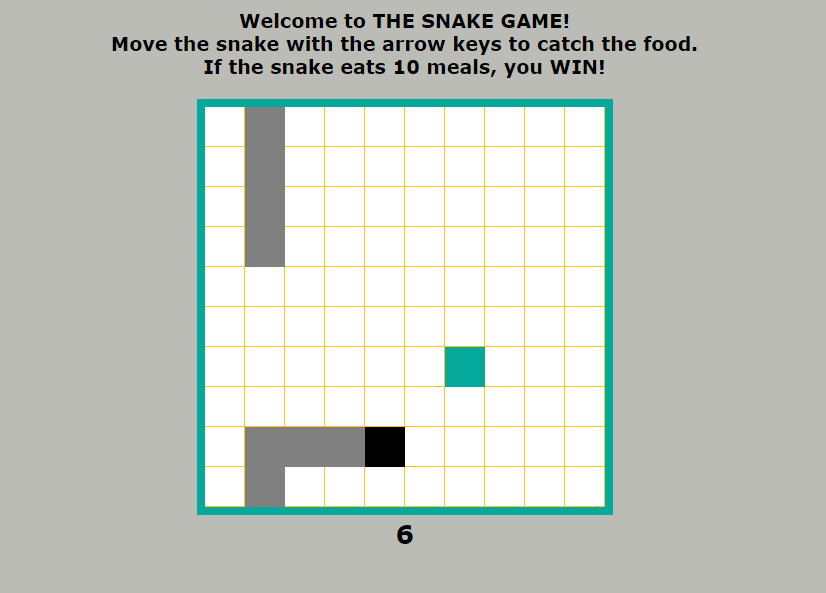 Welcome to THE SNAKE GAME!
Move the snake with the arrow keys to catch the food.
If the snake eats 10 meals, you WIN!
6